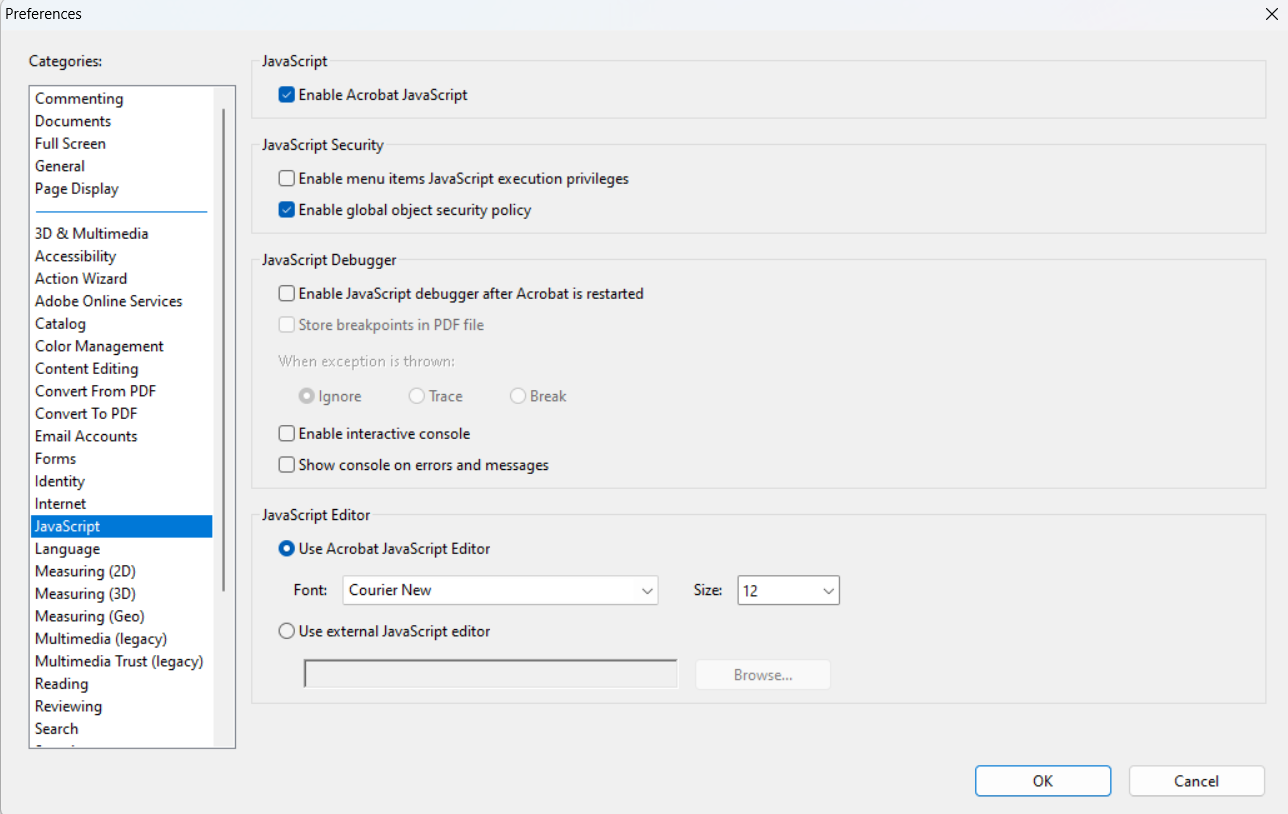 Preferences
Categories:
Commenting
Documents
Full Screen
General
Page Display
3D & Multimedia
Accessibility
Action Wizard
Adobe Online Services
Catalog
Color Management
Content Editing
Convert From PDF
Convert To PDF
Email Accounts
Forms
Identity
Internet
JavaScript
Language
Measuring (2D)
Measuring (3D)
Measuring (Geo)
Multimedia (legacy)
Multimedia Trust (legacy)
Reading
Reviewing
Search
JavaScript
Enable Acrobat JavaScript
JavaScript Security
Enable menu items JavaScript execution privileges
Enable global object security policy
JavaScript Debugger
Enable JavaScript debugger after Acrobat is restarted
Store breakpoints in PDF file
When exception is thrown:
Ignore Trace Break
Enable interactive console
Show console on errors and messages
JavaScript Editor
Use Acrobat JavaScript Editor
Font: Courier New Size: 12
Use external JavaScript editor
Browse...
OK Cancel